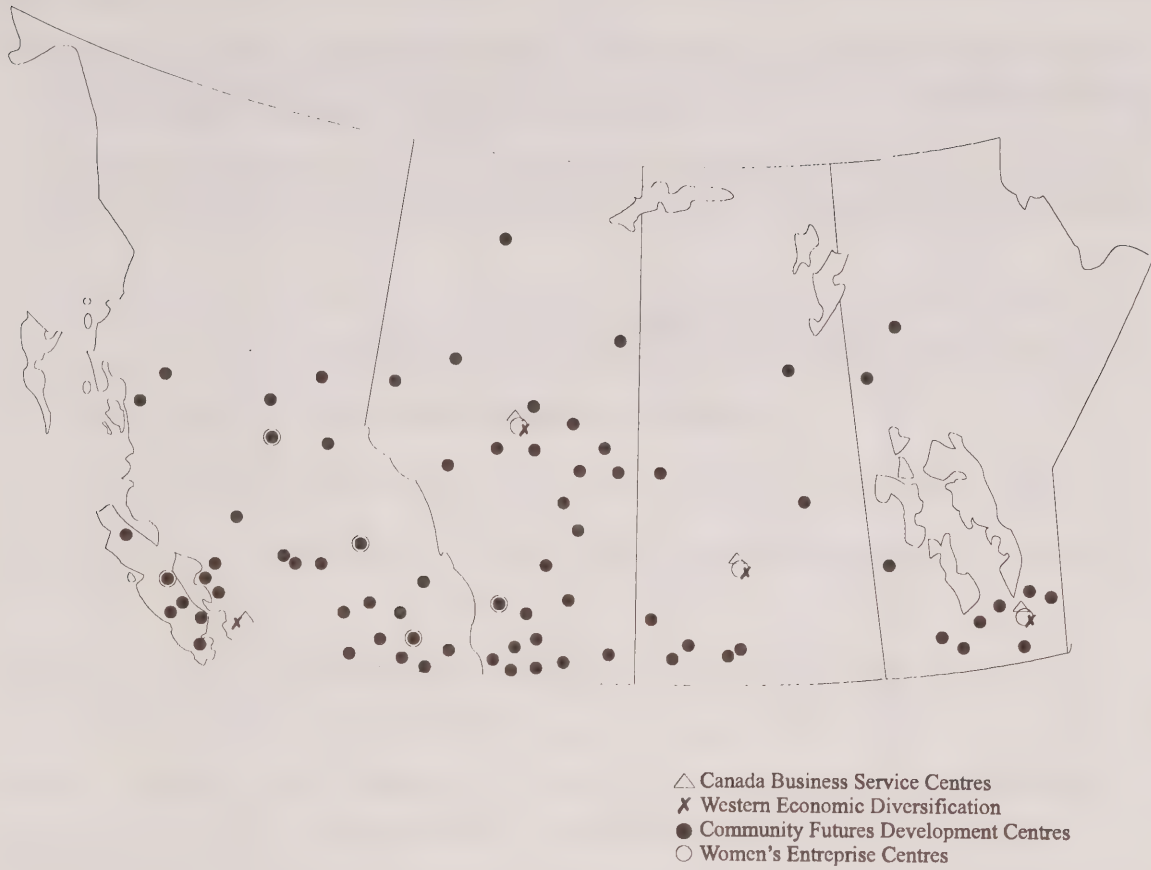 Canada Business Service Centres
Western Economic Diversification
Community Futures Development Centres
Women's Entreprise Centres